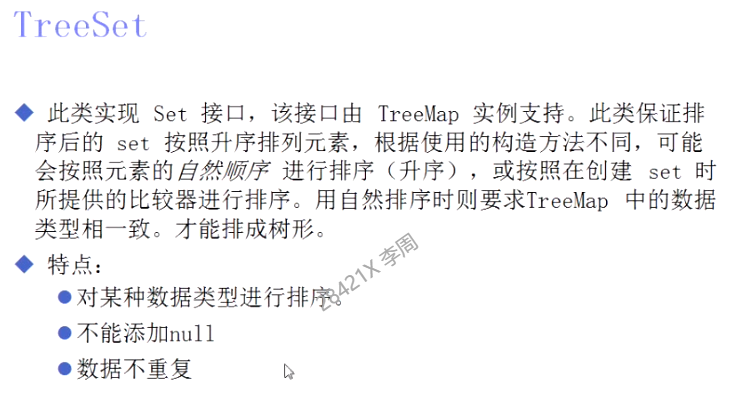 TreeSet
此类实现 Set 接口，该接口由 TreeMap 实例支持。此类保证排
序后的 set 按照升序排列元素，根据使用的构造方法不同，可能
会按照元素的自然顺序 进行排序（升序），或按照在创建 set 时
所提供的比较器进行排序。用自然排序时则要求TreeMap 中的数据
类型相一致。才能排成树形。
特点：
对某种数据类型进行排序。
不能添加null
数据不重复
28421X 李周